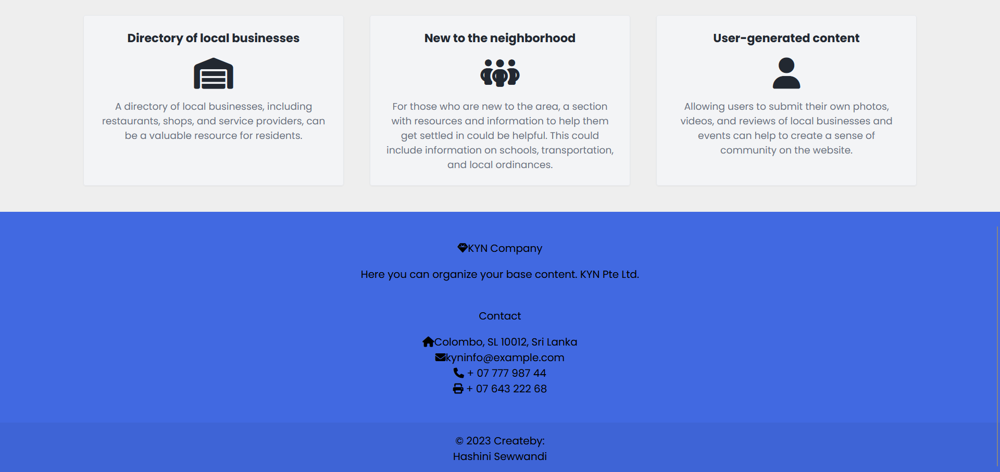 Directory of local businesses
A directory of local businesses, including
restaurants, shops, and service providers, can
be a valuable resource for residents.
New to the neighborhood
For those who are new to the area, a section
with resources and information to help them
get settled in could be helpful. This could
include information on schools, transportation,
and local ordinances.
User-generated content
Allowing users to submit their own photos,
videos, and reviews of local businesses and
events can help to create a sense of
community on the website.
KYN Company
Here you can organize your base content. KYN Pte Ltd.
Contact
Colombo, SL 10012, Sri Lanka
kyninfo@example.com
+ 07 777 987 44
+ 07 643 222 68
© 2023 Createby:
Hashini Sewwandi